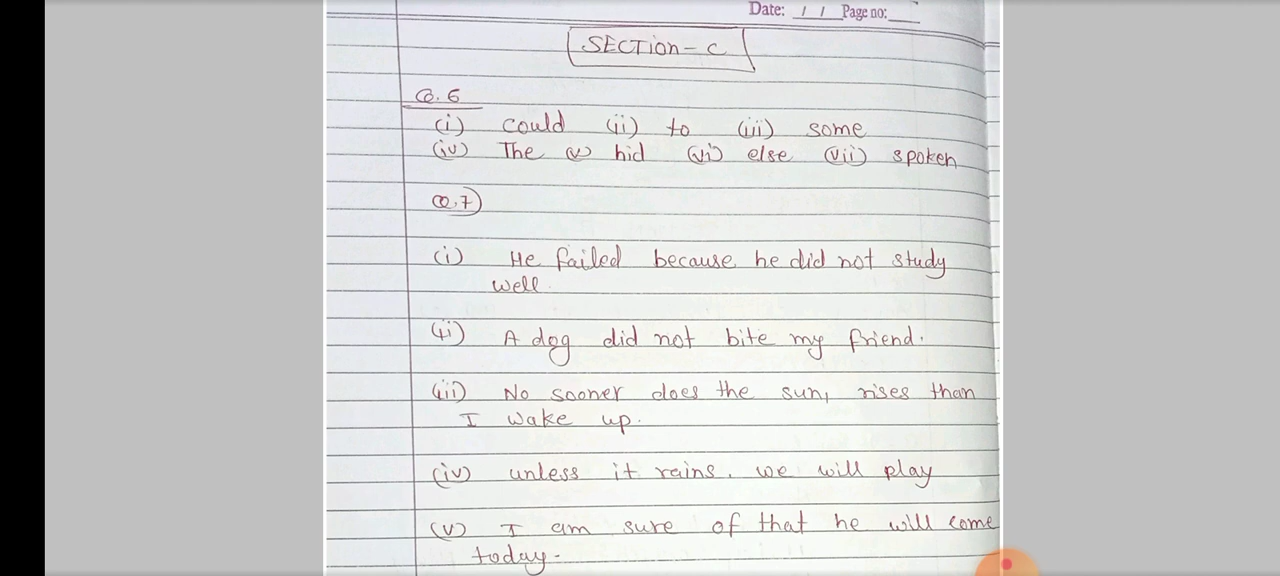 Date: / / Page no:
SECTION - C
Q.6
(i) could (ii) to (iii) some
(iv) The (v) hid (vi) else (vii) spoken
Q.7)
(i) He failed because he did not study
well.
(ii) A dog did not bite my friend.
(iii) No sooner does the sun, rises than
I wake up.
(iv) unless it rains. we will play
(v) I am sure of that he will come
today-